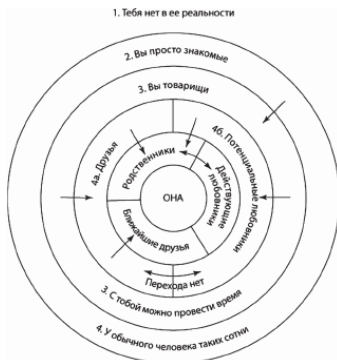 1. Тебя нет в ее реальности
2. Вы просто знакомые
3. Вы товарищи
4а. Друзья
4б. Потенциальные любовники
Родственники
Действующие
любовники
ОНА
Ближайшие друзья
Перехода нет
3. С тобой можно провести время
4. У обычного человека таких сотни